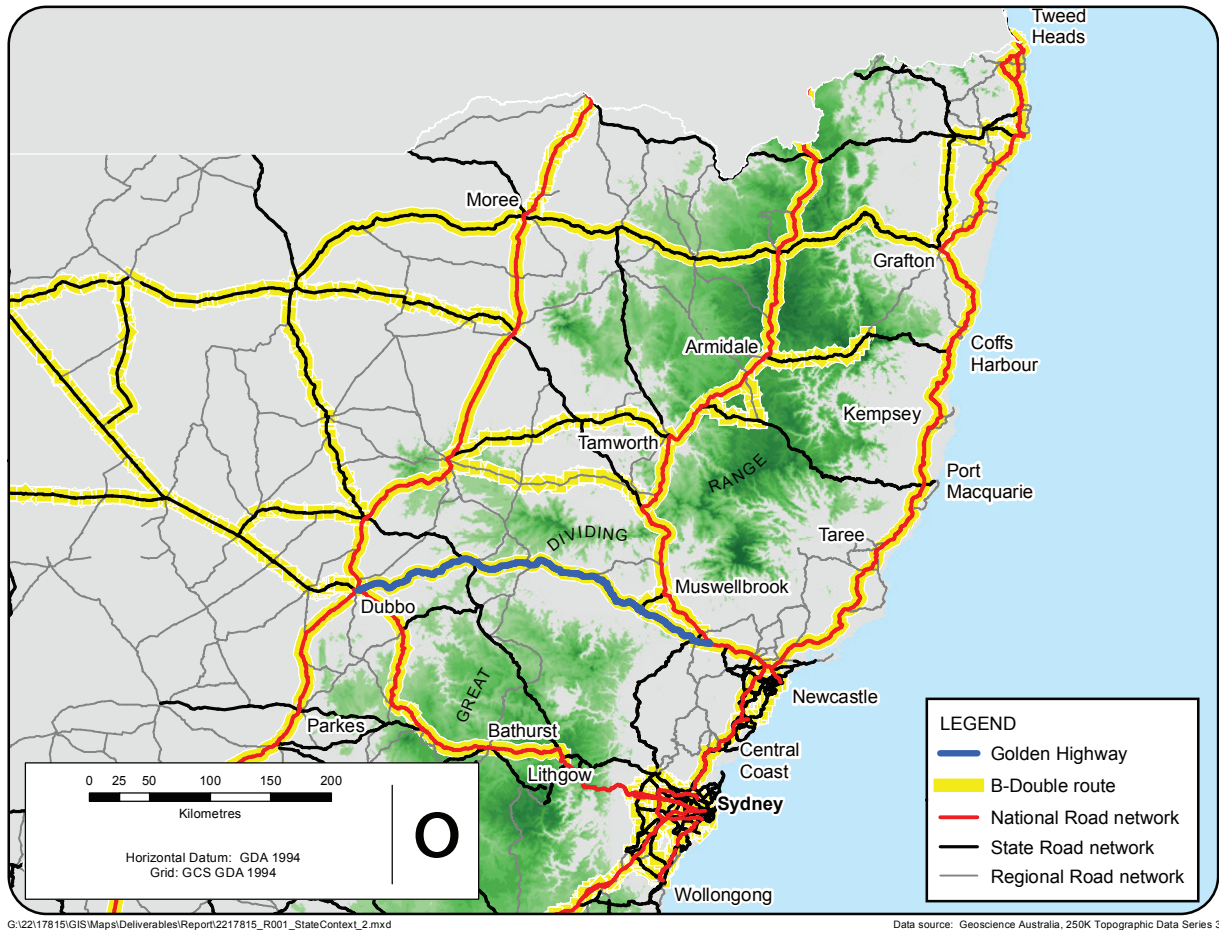 Tweed
Heads
Moree
Grafton
Armidale
Coffs
Harbour
Kempsey
Tamworth
RANGE
Port
Macquarie
DIVIDING
Taree
Muswellbrook
Dubbo
GREAT
Newcastle
Parkes
Bathurst
Central
Coast
Lithgow
Sydney
Wollongong
0 25 50 100 150 200
Kilometres
Horizontal Datum: GDA 1994
Grid: GCS GDA 1994
O
LEGEND
Golden Highway
B-Double route
National Road network
State Road network
Regional Road network
G:\22\17815\GIS\Maps\Deliverables\Report\2217815_R001_StateContext_2.mxd
Data source: Geoscience Australia, 250K Topographic Data Series 3